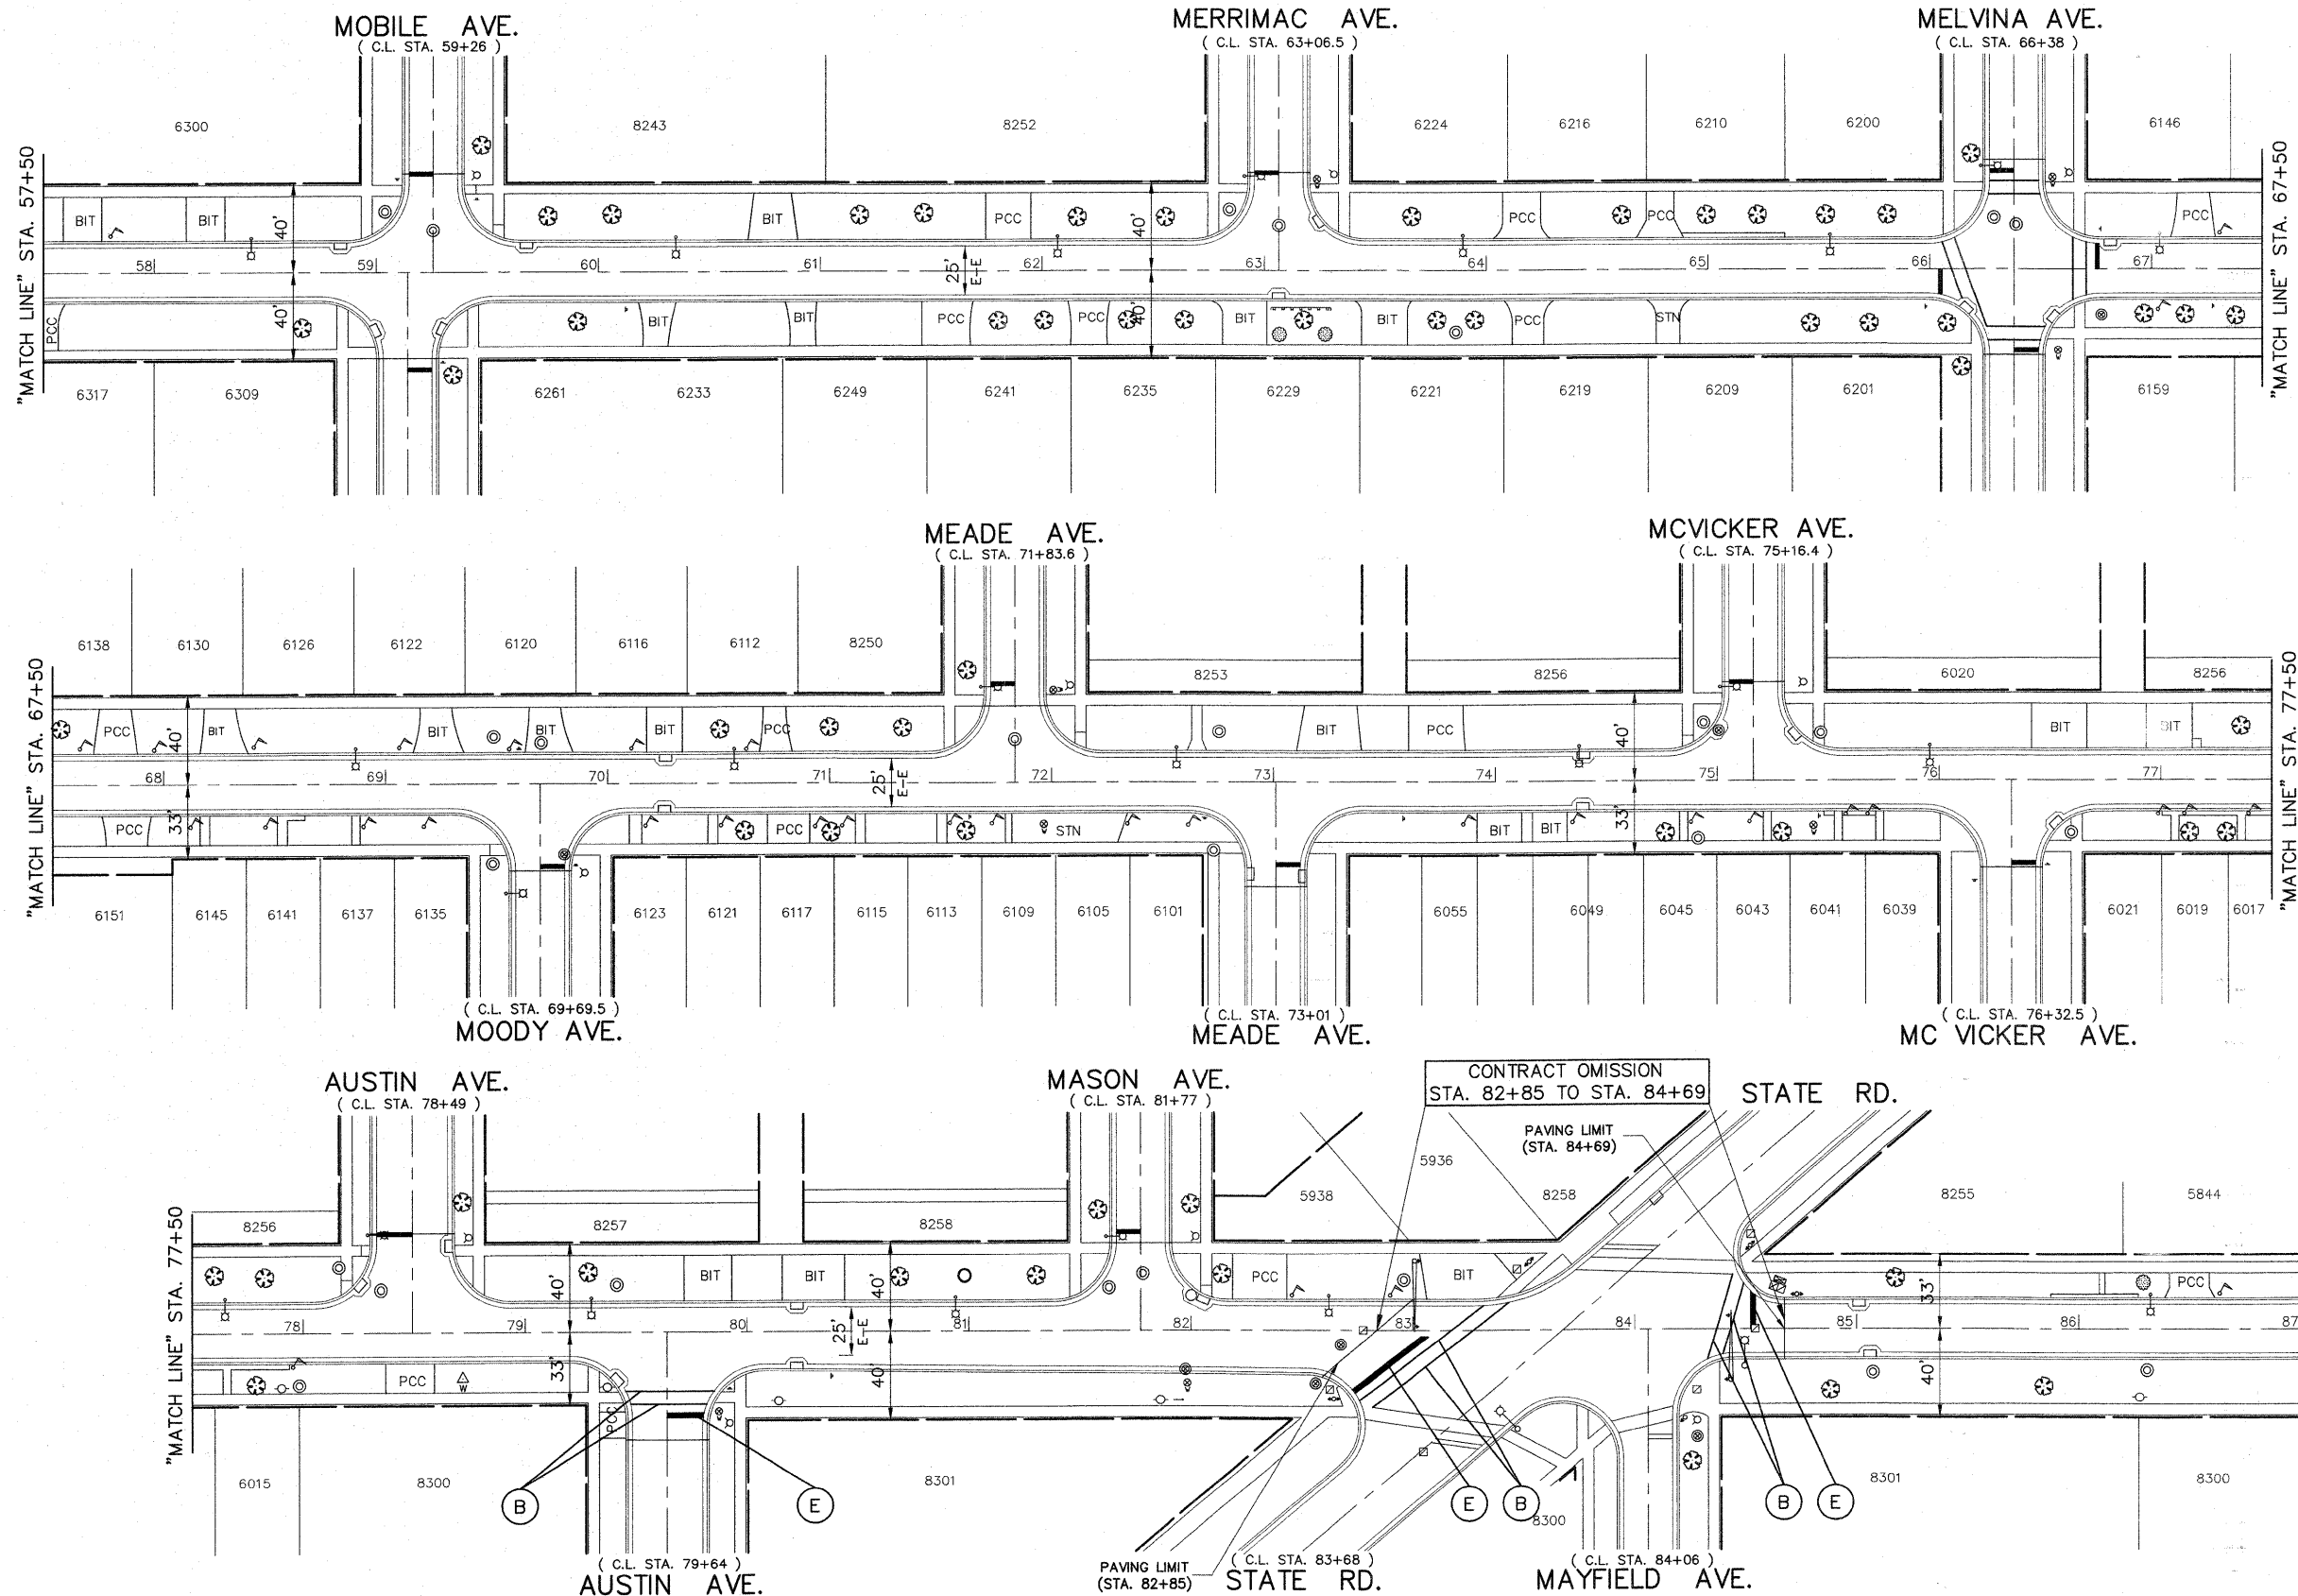 MOBILE AVE.
( C.L. STA. 59+26 )
MERRIMAC AVE.
( C.L. STA. 63+06.5 )
MELVINA AVE.
( C.L. STA. 66+38 )
6300
8243
8252
6224
6216
6210
6200
6146
"MATCH LINE" STA. 57+50
"MATCH LINE" STA. 67+50
BIT
BIT
40'
BIT
PCC
40'
PCC
PCC
PCC
58
59
60
61
25'
E-E
62
63
64
65
66
67
PCC
40'
BIT
BIT
PCC
PCC
40'
BIT
BIT
PCC
STN
6317
6309
6261
6233
6249
6241
6235
6229
6221
6219
6209
6201
6159
MEADE AVE.
( C.L. STA. 71+83.6 )
MCVICKER AVE.
( C.L. STA. 75+16.4 )
6138
6130
6126
6122
6120
6116
6112
8250
8253
8256
6020
8256
"MATCH LINE" STA. 67+50
"MATCH LINE" STA. 77+50
PCC
40'
BIT
BIT
BIT
BIT
PCC
BIT
PCC
40'
BIT
BIT
68
69
70
71
25'
E-E
72
73
74
75
76
77
PCC
33'
PCC
STN
BIT
BIT
33'
6151
6145
6141
6137
6135
6123
6121
6117
6115
6113
6109
6105
6101
6055
6049
6045
6043
6041
6039
6021
6019
6017
( C.L. STA. 69+69.5 )
MOODY AVE.
( C.L. STA. 73+01 )
MEADE AVE.
( C.L. STA. 76+32.5 )
MC VICKER AVE.
AUSTIN AVE.
( C.L. STA. 78+49 )
MASON AVE.
( C.L. STA. 81+77 )
CONTRACT OMISSION
STA. 82+85 TO STA. 84+69
STATE RD.
PAVING LIMIT
(STA. 84+69)
5936
5938
8258
8255
5844
8256
8257
8258
"MATCH LINE" STA. 77+50
40'
BIT
BIT
40'
PCC
BIT
33'
PCC
78
79
80
25'
E-E
81
82
83
84
85
86
87
PCC
W
33'
PCC
40'
40'
6015
8300
8301
8300
8301
8300
B
E
E
B
B
E
( C.L. STA. 79+64 )
AUSTIN AVE.
PAVING LIMIT
(STA. 82+85)
( C.L. STA. 83+68 )
STATE RD.
( C.L. STA. 84+06 )
MAYFIELD AVE.